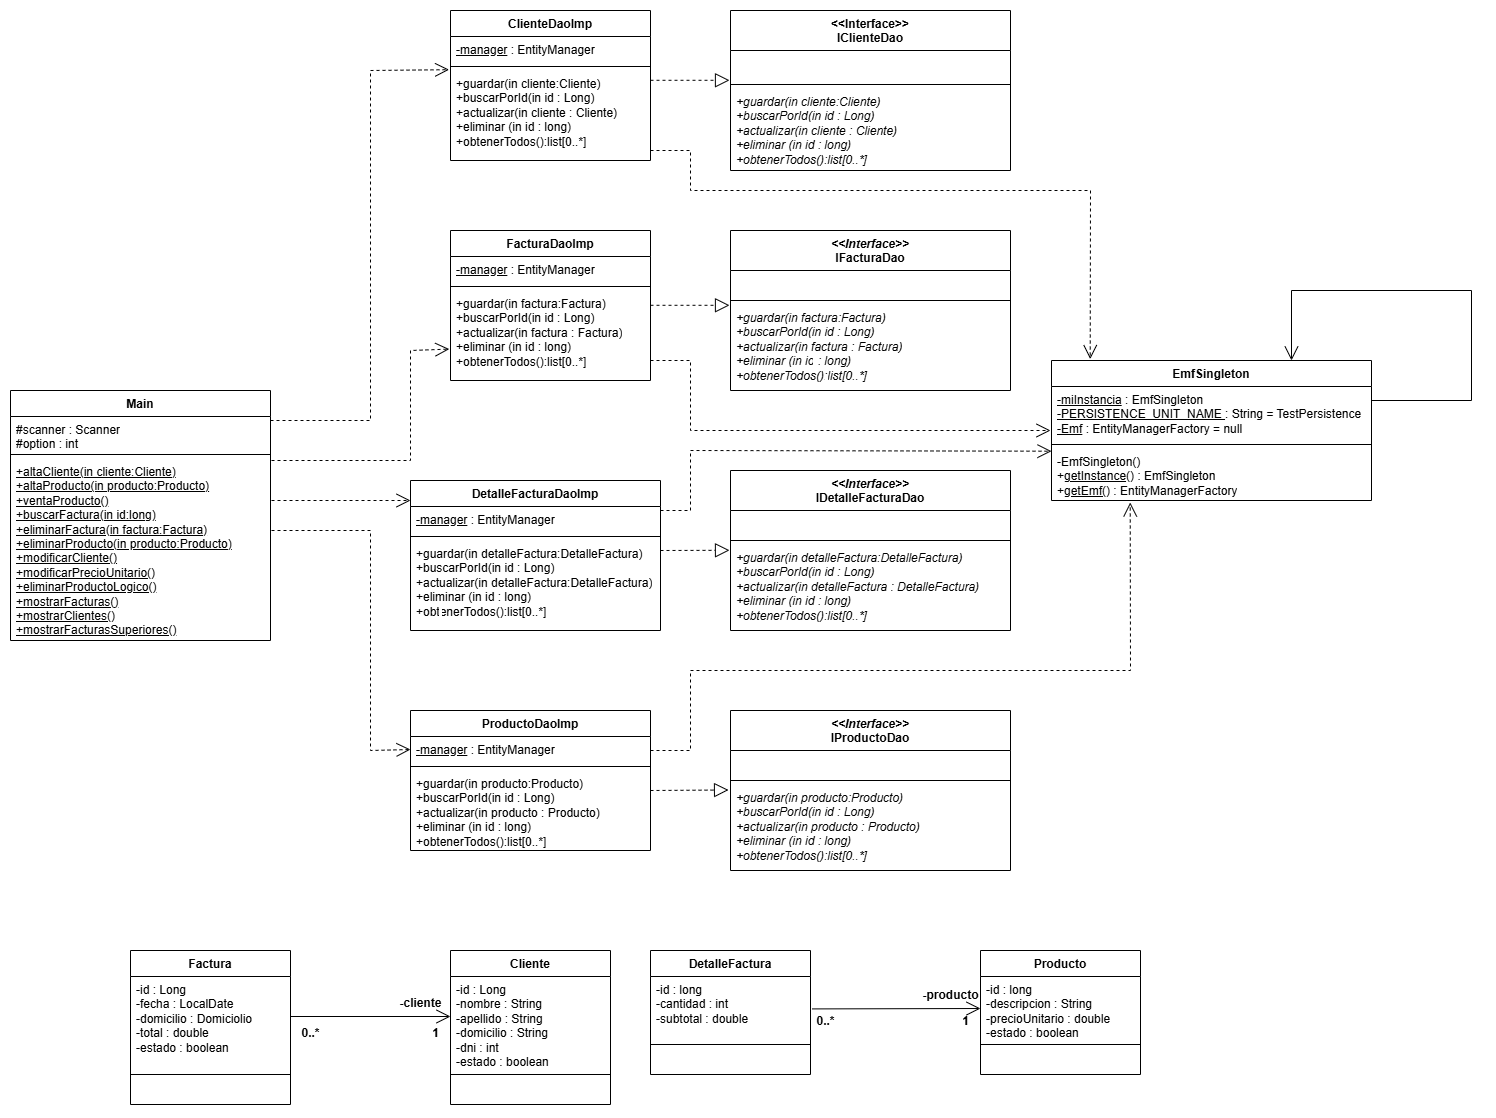 ClienteDaoImp
-manager : EntityManager
+guardar(in cliente:Cliente)
+buscarPorId(in id : Long)
+actualizar(in cliente : Cliente)
+eliminar (in id : long)
+obtenerTodos():list[0..*]
<<Interface>>
IClienteDao
+guardar(in cliente:Cliente)
+buscarPorId(in id : Long)
+actualizar(in cliente : Cliente)
+eliminar (in id : long)
+obtenerTodos():list[0..*]
FacturaDaoImp
-manager : EntityManager
+guardar(in factura:Factura)
+buscarPorId(in id : Long)
+actualizar(in factura : Factura)
+eliminar (in id : long)
+obtenerTodos():list[0..*]
<<Interface>>
IFacturaDao
+guardar(in factura:Factura)
+buscarPorId(in id : Long)
+actualizar(in factura : Factura)
+eliminar (in id : long)
+obtenerTodos():list[0..*]
EmfSingleton
-miInstancia : EmfSingleton
-PERSISTENCE_UNIT_NAME : String = TestPersistence
-Emf : EntityManagerFactory = null
-EmfSingleton()
+getInstance() : EmfSingleton
+getEmf() : EntityManagerFactory
Main
#scanner : Scanner
#option : int
+altaCliente(in cliente:Cliente)
+altaProducto(in producto:Producto)
+ventaProducto()
+buscarFactura(in id:long)
+eliminarFactura(in factura:Factura)
+eliminarProducto(in producto:Producto)
+modificarCliente()
+modificarPrecioUnitario()
+eliminarProductoLogico()
+mostrarFacturas()
+mostrarClientes()
+mostrarFacturasSuperiores()
DetalleFacturaDaoImp
-manager : EntityManager
+guardar(in detalleFactura:DetalleFactura)
+buscarPorId(in id : Long)
+actualizar(in detalleFactura:DetalleFactura)
+eliminar (in id : long)
+obtenerTodos():list[0..*]
<<Interface>>
IDetalleFacturaDao
+guardar(in detalleFactura:DetalleFactura)
+buscarPorId(in id : Long)
+actualizar(in detalleFactura : DetalleFactura)
+eliminar (in id : long)
+obtenerTodos():list[0..*]
ProductoDaoImp
-manager : EntityManager
+guardar(in producto:Producto)
+buscarPorId(in id : Long)
+actualizar(in producto : Producto)
+eliminar (in id : long)
+obtenerTodos():list[0..*]
<<Interface>>
IProductoDao
+guardar(in producto:Producto)
+buscarPorId(in id : Long)
+actualizar(in producto : Producto)
+eliminar (in id : long)
+obtenerTodos():list[0..*]
Factura
-id : Long
-fecha : LocalDate
-domicilio : Domiciolio
-total : double
-estado : boolean
-cliente
0..*
1
Cliente
-id : Long
-nombre : String
-apellido : String
-domicilio : String
-dni : int
-estado : boolean
DetalleFactura
-id : long
-cantidad : int
-subtotal : double
-producto
0..*
1
Producto
-id : long
-descripcion : String
-precioUnitario : double
-estado : boolean